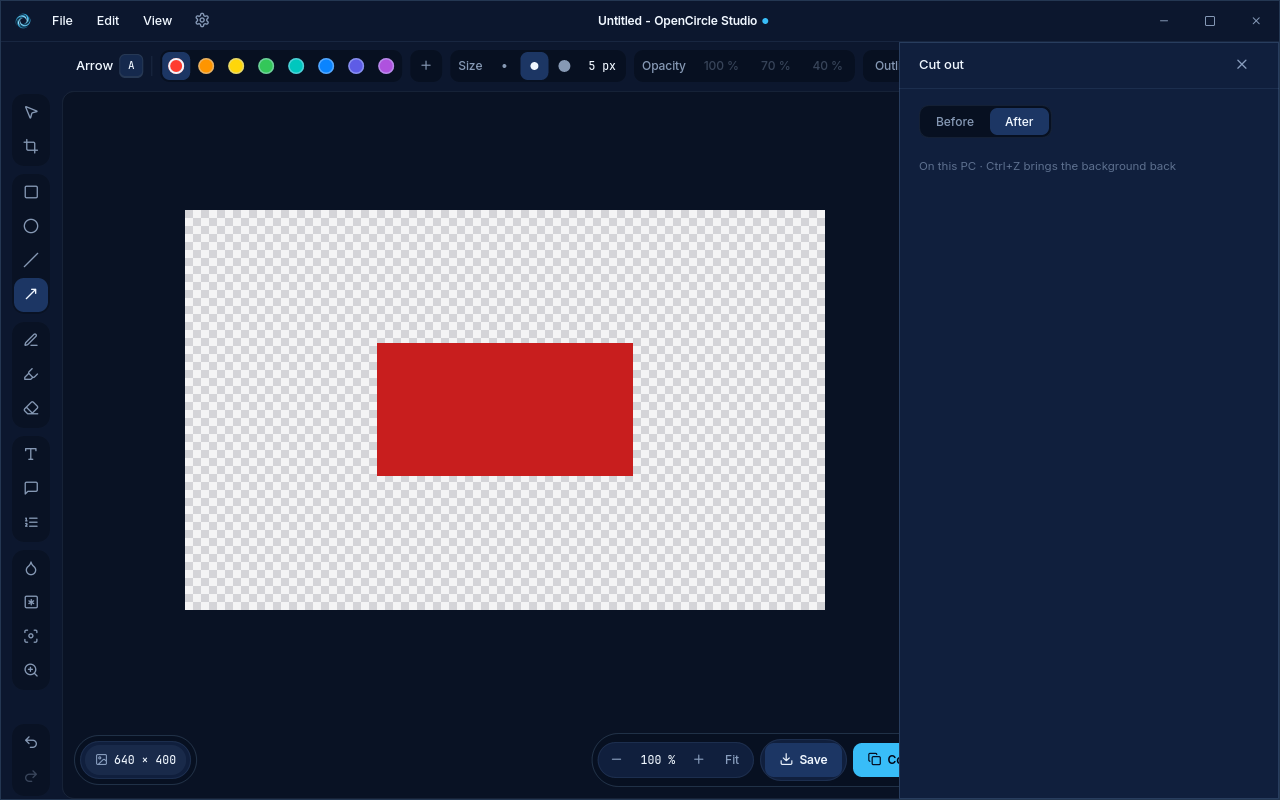 File Edit View
Untitled - OpenCircle Studio
Arrow A
Size 5 px
Opacity 100 % 70 % 40 %
Outl
Cut out
Before After
On this PC · Ctrl+Z brings the background back
640 × 400
100 % Fit
Save
Co